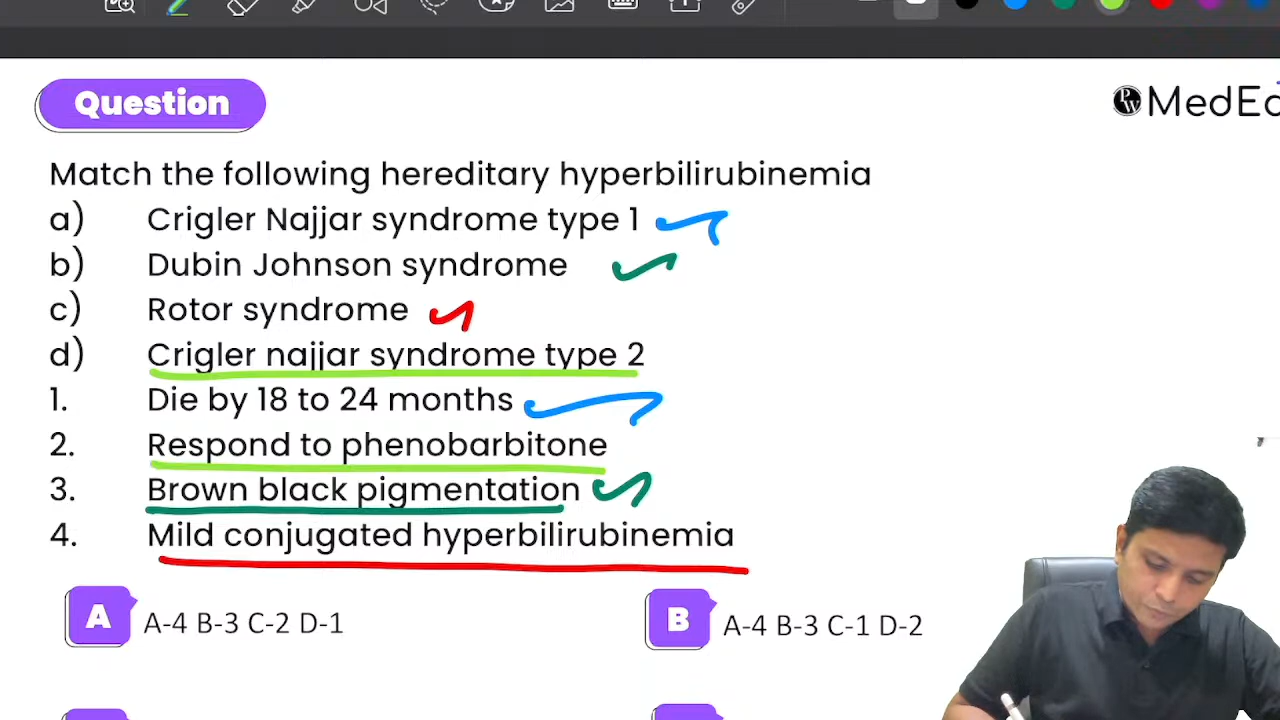 Question
PW MedEd
Match the following hereditary hyperbilirubinemia
a) Crigler Najjar syndrome type 1
b) Dubin Johnson syndrome
c) Rotor syndrome
d) Crigler najjar syndrome type 2
1. Die by 18 to 24 months
2. Respond to phenobarbitone
3. Brown black pigmentation
4. Mild conjugated hyperbilirubinemia
A A-4 B-3 C-2 D-1
B A-4 B-3 C-1 D-2